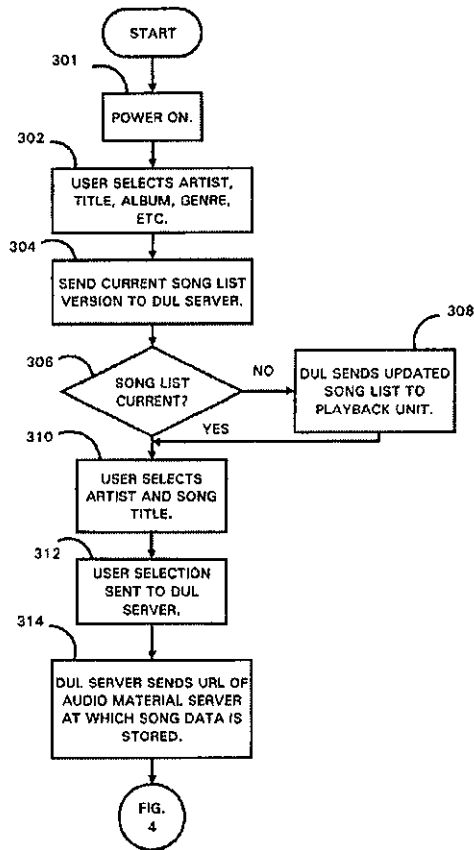 START
301
POWER ON.
302
USER SELECTS ARTIST,
TITLE, ALBUM, GENRE,
ETC.
304
SEND CURRENT SONG LIST
VERSION TO DUL SERVER.
306
SONG LIST
CURRENT?
NO
308
DUL SENDS UPDATED
SONG LIST TO
PLAYBACK UNIT.
YES
310
USER SELECTS
ARTIST AND SONG
TITLE.
312
USER SELECTION
SENT TO DUL
SERVER.
314
DUL SERVER SENDS URL OF
AUDIO MATERIAL SERVER
AT WHICH SONG DATA IS
STORED.
FIG.
4